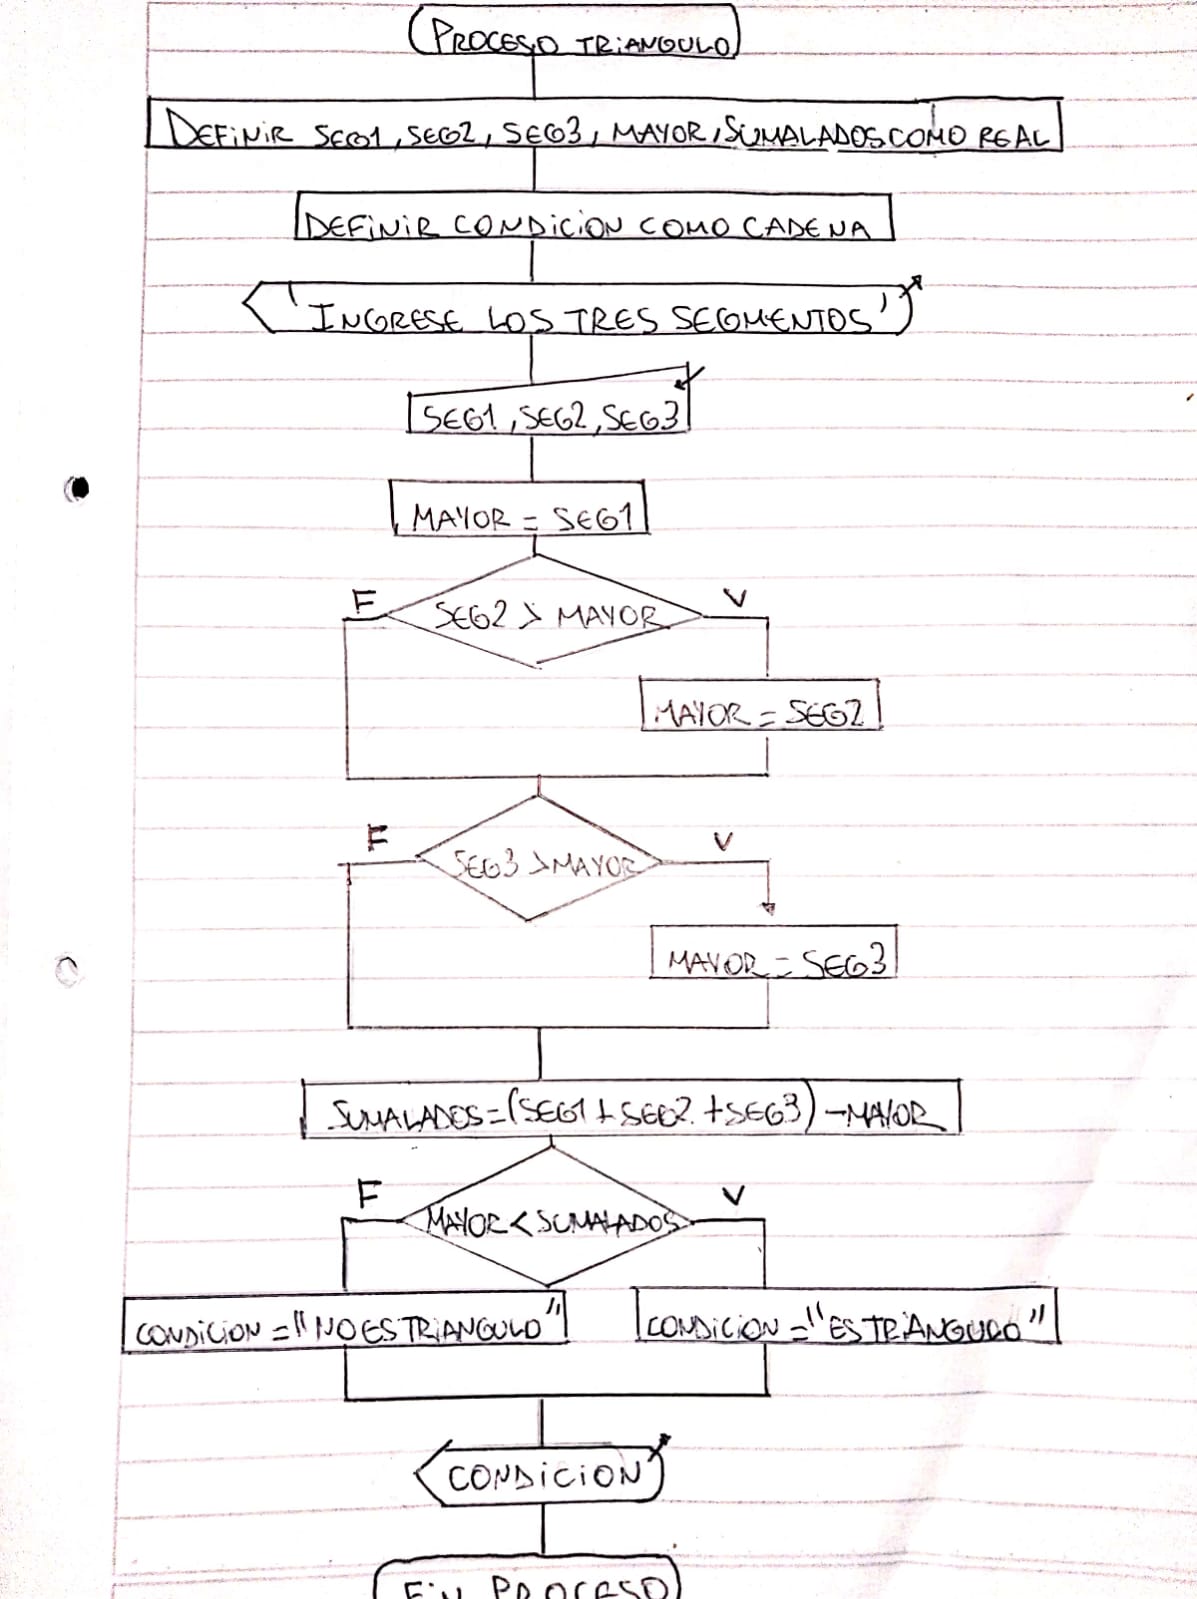 PROCESO TRIANGULO
DEFINIR SEG1, SEG2, SEG3, MAYOR, SUMALADOS COMO REAL
DEFINIR CONDICION COMO CADENA
'INGRESE LOS TRES SEGMENTOS'
SEG1, SEG2, SEG3
MAYOR = SEG1
F V
SEG2 > MAYOR
MAYOR = SEG2
F V
SEG3 > MAYOR
MAYOR = SEG3
SUMALADOS = (SEG1 + SEG2 + SEG3) - MAYOR
F V
MAYOR < SUMALADOS
CONDICION = "NO ES TRIANGULO" CONDICION = "ES TRIANGULO"
CONDICION
FIN PROCESO